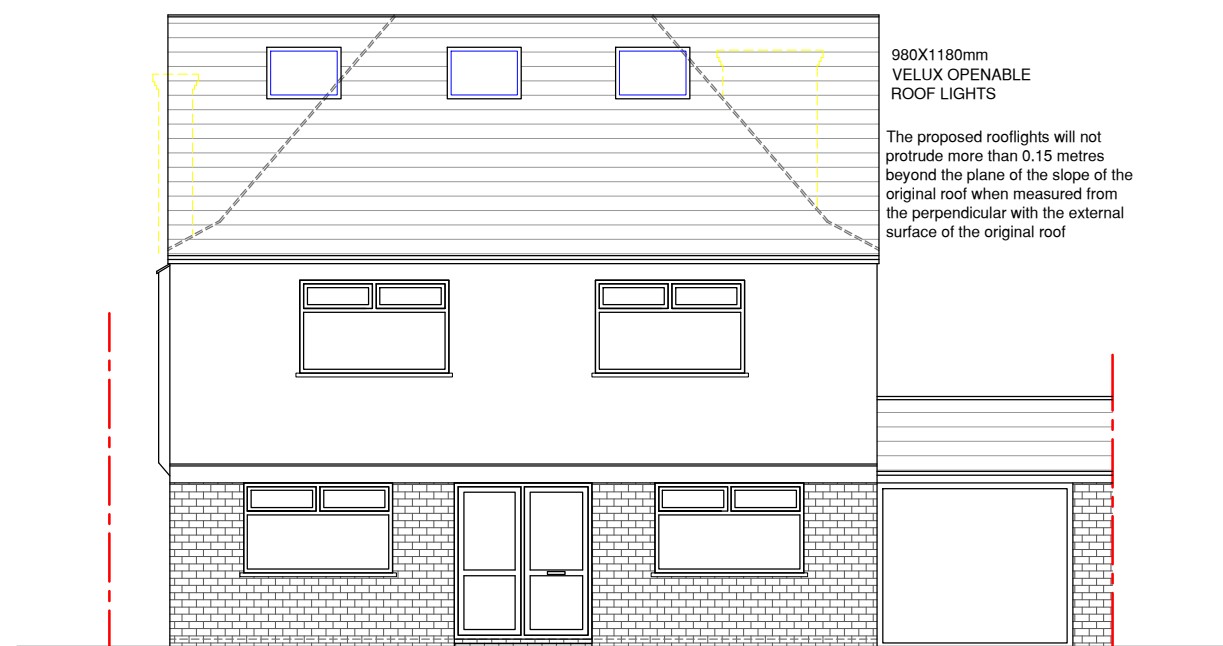 980X1180mm
VELUX OPENABLE
ROOF LIGHTS
The proposed rooflights will not
protrude more than 0.15 metres
beyond the plane of the slope of the
original roof when measured from
the perpendicular with the external
surface of the original roof